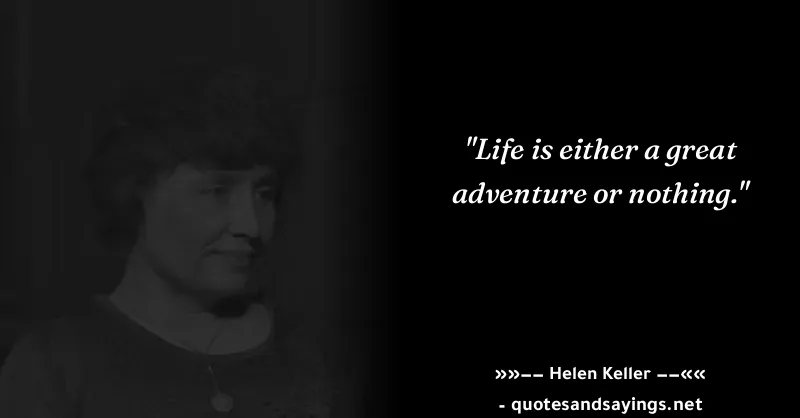 "Life is either a great
adventure or nothing."
»»–– Helen Keller ––««
- quotesandsayings.net